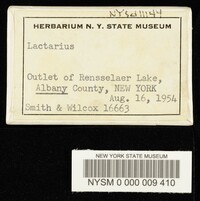 HERBARIUM N. Y. STATE MUSEUM
Lactarius
Outlet of Rensselaer Lake,
Albany County, NEW YORK
Aug. 16, 1954
Smith & Wilcox 16663
NEW YORK STATE MUSEUM
NYSM 0 000 009 410